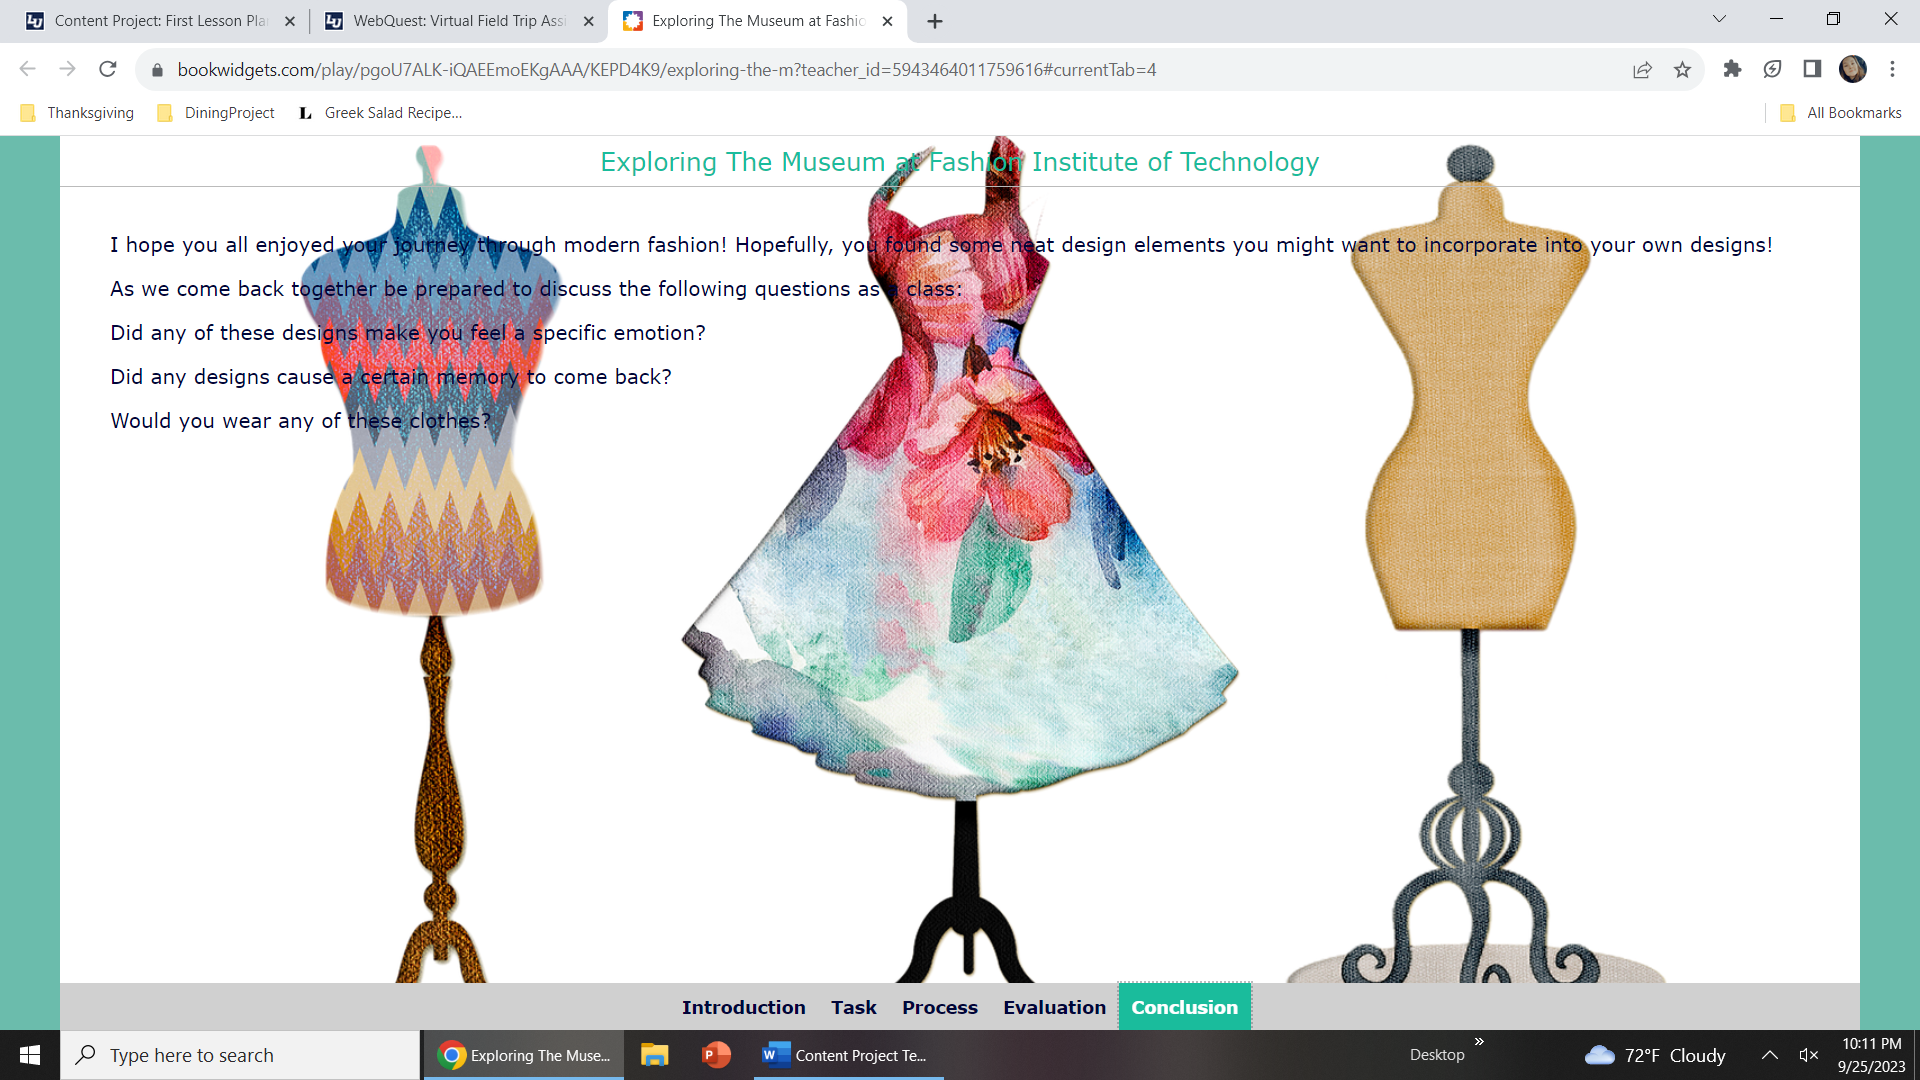 Content Project: First Lesson Pla
WebQuest: Virtual Field Trip Assi
Exploring The Museum at Fashio
bookwidgets.com/play/pgoU7ALK-iQAEEmoEKgAAA/KEPD4K9/exploring-the-m?teacher_id=5943464011759616#currentTab=4
Thanksgiving
DiningProject
L Greek Salad Recipe...
All Bookmarks
Exploring The Museum at Fashion Institute of Technology
I hope you all enjoyed your journey through modern fashion! Hopefully, you found some neat design elements you might want to incorporate into your own designs!
As we come back together be prepared to discuss the following questions as a class:
Did any of these designs make you feel a specific emotion?
Did any designs cause a certain memory to come back?
Would you wear any of these clothes?
Introduction Task Process Evaluation Conclusion
Type here to search
Exploring The Muse...
Content Project Te...
Desktop
72°F Cloudy
10:11 PM
9/25/2023